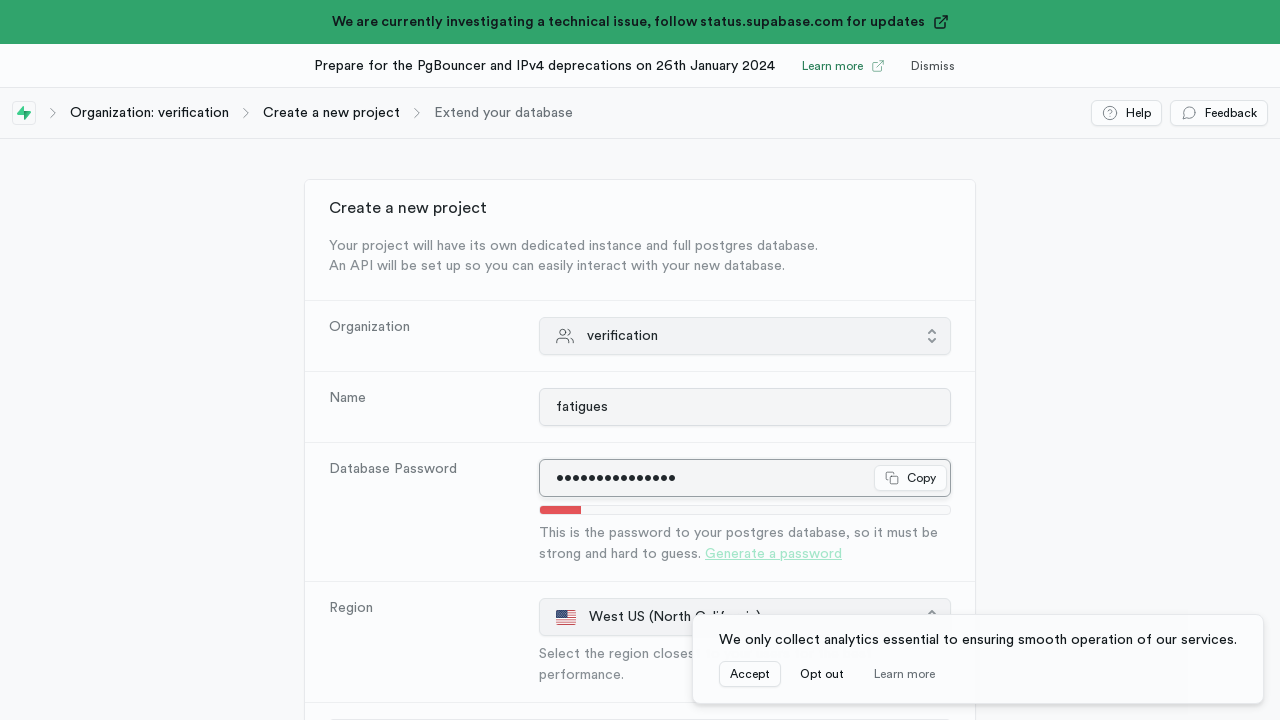 We are currently investigating a technical issue, follow status.supabase.com for updates
Prepare for the PgBouncer and IPv4 deprecations on 26th January 2024 Learn more Dismiss
Organization: verification Create a new project Extend your database Help Feedback
Create a new project
Your project will have its own dedicated instance and full postgres database.
An API will be set up so you can easily interact with your new database.
Organization verification
Name fatigues
Database Password ••••••••••••••• Copy
This is the password to your postgres database, so it must be
strong and hard to guess. Generate a password
Region West US (North California)
Select the region closes
performance.
We only collect analytics essential to ensuring smooth operation of our services.
Accept Opt out Learn more